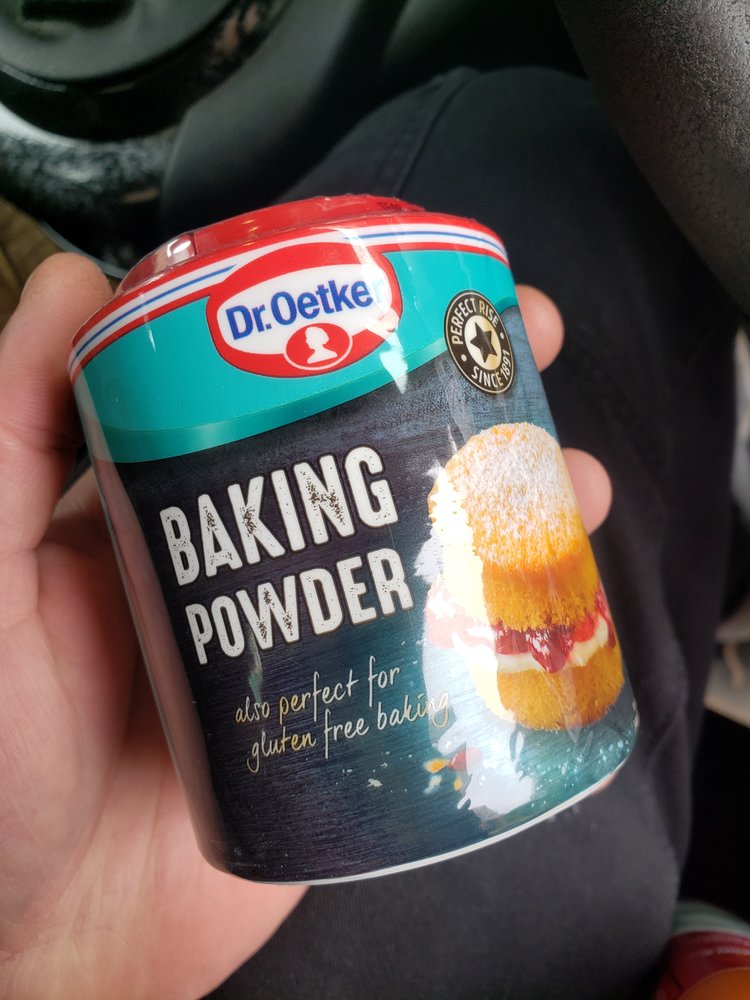 Dr.Oetker
PERFECT RISE
SINCE 1891
BAKING
POWDER
also perfect for
gluten free baking